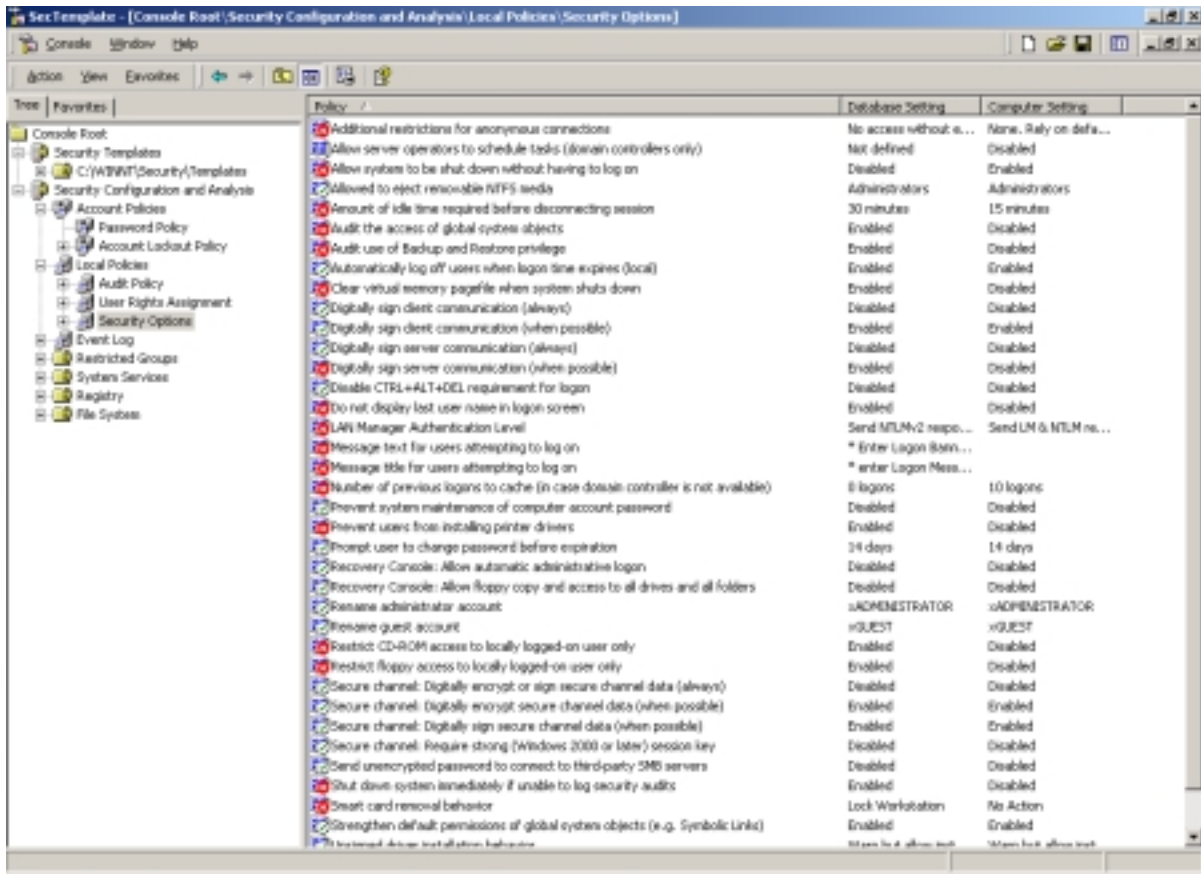 SecTemplate - [Console Root\Security Configuration and Analysis\Local Policies\Security Options]
Console Window Help
Action View Favorites
Tree Favorites
Console Root
Security Templates
C:\WINNT\Security\Templates
Security Configuration and Analysis
Account Policies
Password Policy
Account Lockout Policy
Local Policies
Audit Policy
User Rights Assignment
Security Options
Event Log
Restricted Groups
System Services
Registry
File System
Policy Database Setting Computer Setting
Additional restrictions for anonymous connections No access without e... None. Rely on defa...
Allow server operators to schedule tasks (domain controllers only) Not defined Disabled
Allow system to be shut down without having to log on Disabled Enabled
Allowed to eject removable NTFS media Administrators Administrators
Amount of idle time required before disconnecting session 30 minutes 15 minutes
Audit the access of global system objects Enabled Disabled
Audit use of Backup and Restore privilege Enabled Disabled
Automatically log off users when logon time expires (local) Enabled Enabled
Clear virtual memory pagefile when system shuts down Enabled Disabled
Digitally sign client communication (always) Disabled Disabled
Digitally sign client communication (when possible) Enabled Enabled
Digitally sign server communication (always) Disabled Disabled
Digitally sign server communication (when possible) Enabled Disabled
Disable CTRL+ALT+DEL requirement for logon Disabled Disabled
Do not display last user name in logon screen Enabled Disabled
LAN Manager Authentication Level Send NTLMv2 respo... Send LM & NTLM re...
Message text for users attempting to log on * Enter Logon Bann...
Message title for users attempting to log on * enter Logon Mess...
Number of previous logons to cache (in case domain controller is not available) 0 logons 10 logons
Prevent system maintenance of computer account password Disabled Disabled
Prevent users from installing printer drivers Enabled Disabled
Prompt user to change password before expiration 14 days 14 days
Recovery Console: Allow automatic administrative logon Disabled Disabled
Recovery Console: Allow floppy copy and access to all drives and all folders Disabled Disabled
Rename administrator account xADMINISTRATOR xADMINISTRATOR
Rename guest account xGUEST xGUEST
Restrict CD-ROM access to locally logged-on user only Enabled Disabled
Restrict floppy access to locally logged-on user only Enabled Disabled
Secure channel: Digitally encrypt or sign secure channel data (always) Disabled Disabled
Secure channel: Digitally encrypt secure channel data (when possible) Enabled Enabled
Secure channel: Digitally sign secure channel data (when possible) Enabled Enabled
Secure channel: Require strong (Windows 2000 or later) session key Disabled Disabled
Send unencrypted password to connect to third-party SMB servers Disabled Disabled
Shut down system immediately if unable to log security audits Enabled Disabled
Smart card removal behavior Lock Workstation No Action
Strengthen default permissions of global system objects (e.g. Symbolic Links) Enabled Enabled
Unsigned driver installation behavior Warn but allow inst... Warn but allow inst...